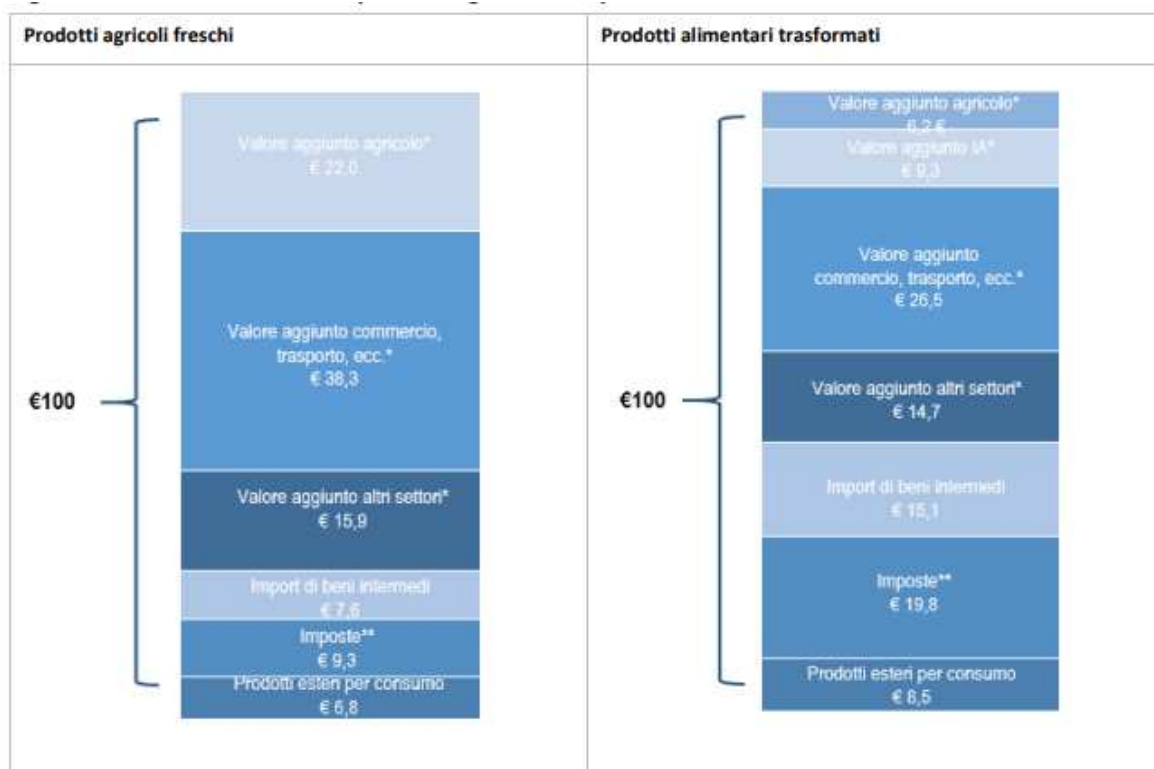 Prodotti agricoli freschi
Prodotti alimentari trasformati
Valore aggiunto agricolo*
€ 22,0
Valore aggiunto commercio,
trasporto, ecc.*
€ 38,3
€100
Valore aggiunto altri settori*
€ 15,9
Import di beni intermedi
€ 7,6
Imposte**
€ 9,3
Prodotti esteri per consumo
€ 6,8
Valore aggiunto agricolo*
6,2 €
Valore aggiunto IA*
€ 9,3
Valore aggiunto
commercio, trasporto, ecc.*
€ 26,5
€100
Valore aggiunto altri settori*
€ 14,7
Import di beni intermedi
€ 15,1
Imposte**
€ 19,8
Prodotti esteri per consumo
€ 8,5